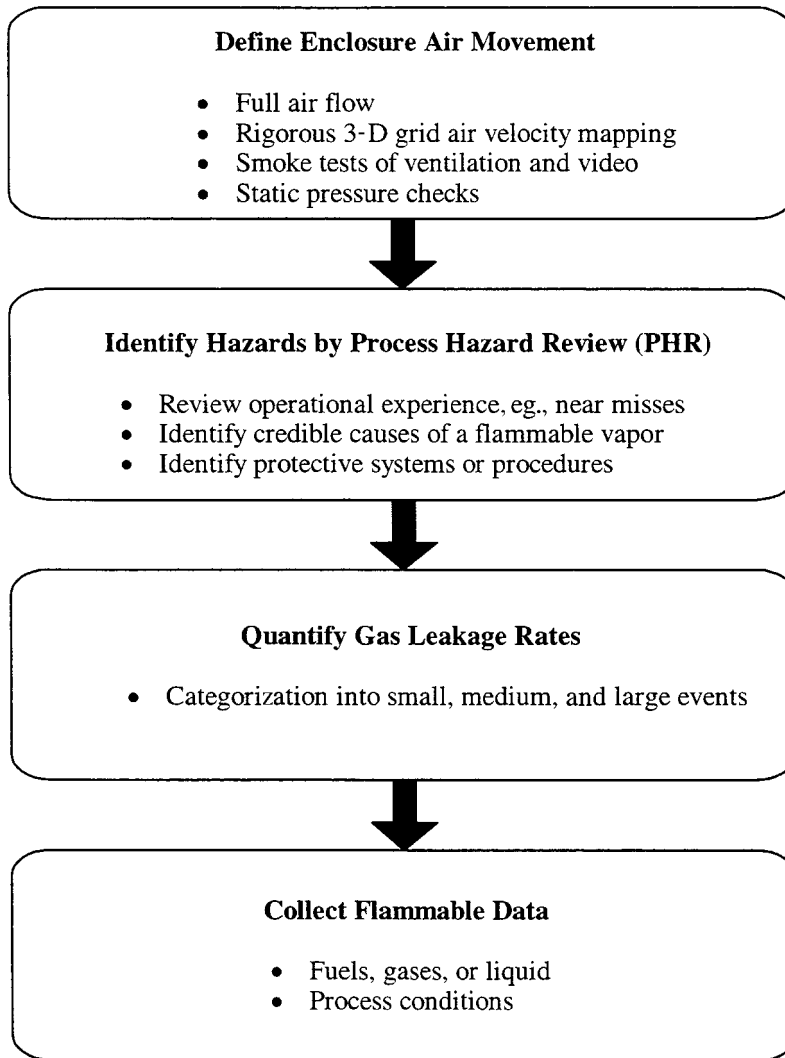 Define Enclosure Air Movement
• Full air flow
• Rigorous 3-D grid air velocity mapping
• Smoke tests of ventilation and video
• Static pressure checks
Identify Hazards by Process Hazard Review (PHR)
• Review operational experience, eg., near misses
• Identify credible causes of a flammable vapor
• Identify protective systems or procedures
Quantify Gas Leakage Rates
• Categorization into small, medium, and large events
Collect Flammable Data
• Fuels, gases, or liquid
• Process conditions